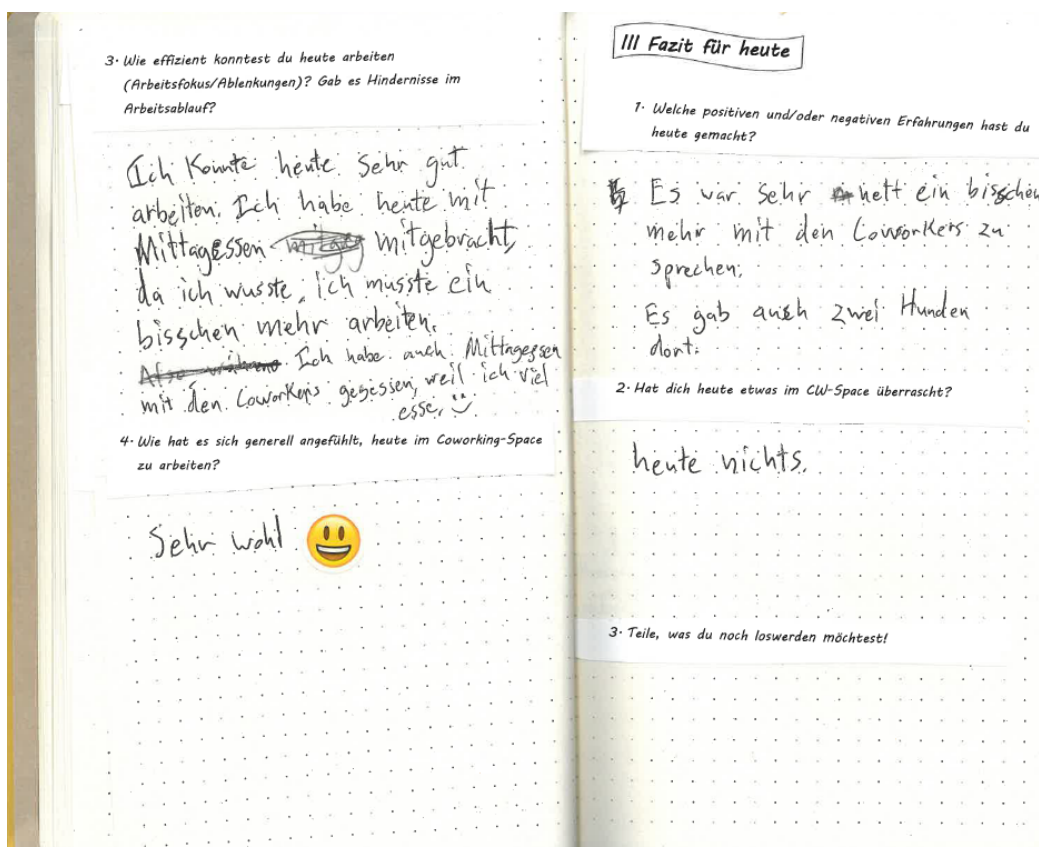 3. Wie effizient konntest du heute arbeiten
(Arbeitsfokus/Ablenkungen)? Gab es Hindernisse im
Arbeitsablauf?
Ich konnte heute sehr gut
arbeiten. Ich habe heute mit
Mittagessen mitgebracht,
da ich wusste, ich musste ein
bisschen mehr arbeiten.
Ich habe auch Mittagessen
mit den Coworkers gegessen, weil ich viel
esse.
4. Wie hat es sich generell angefühlt, heute im Coworking-Space
zu arbeiten?
Sehr wohl
III Fazit für heute
1. Welche positiven und/oder negativen Erfahrungen hast du
heute gemacht?
Es war sehr nett ein bisschen
mehr mit den Coworkers zu
sprechen.
Es gab auch zwei Hunden
dort.
2. Hat dich heute etwas im CW-Space überrascht?
heute nichts.
3. Teile, was du noch loswerden möchtest!